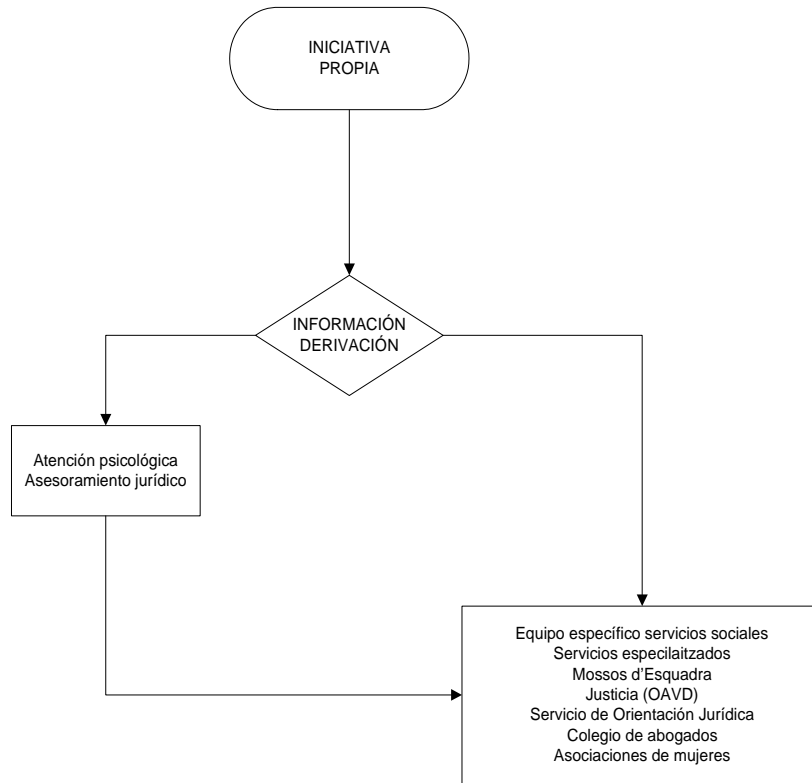 INICIATIVA
PROPIA
INFORMACIÓN
DERIVACIÓN
Atención psicológica
Asesoramiento jurídico
Equipo específico servicios sociales
Servicios especilaitzados
Mossos d'Esquadra
Justicia (OAVD)
Servicio de Orientación Jurídica
Colegio de abogados
Asociaciones de mujeres